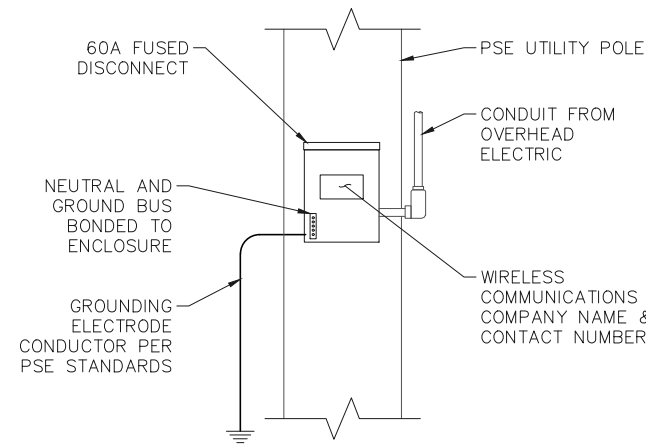 60A FUSED
DISCONNECT
PSE UTILITY POLE
CONDUIT FROM
OVERHEAD
ELECTRIC
NEUTRAL AND
GROUND BUS
BONDED TO
ENCLOSURE
WIRELESS
COMMUNICATIONS
COMPANY NAME &
CONTACT NUMBER
GROUNDING
ELECTRODE
CONDUCTOR PER
PSE STANDARDS